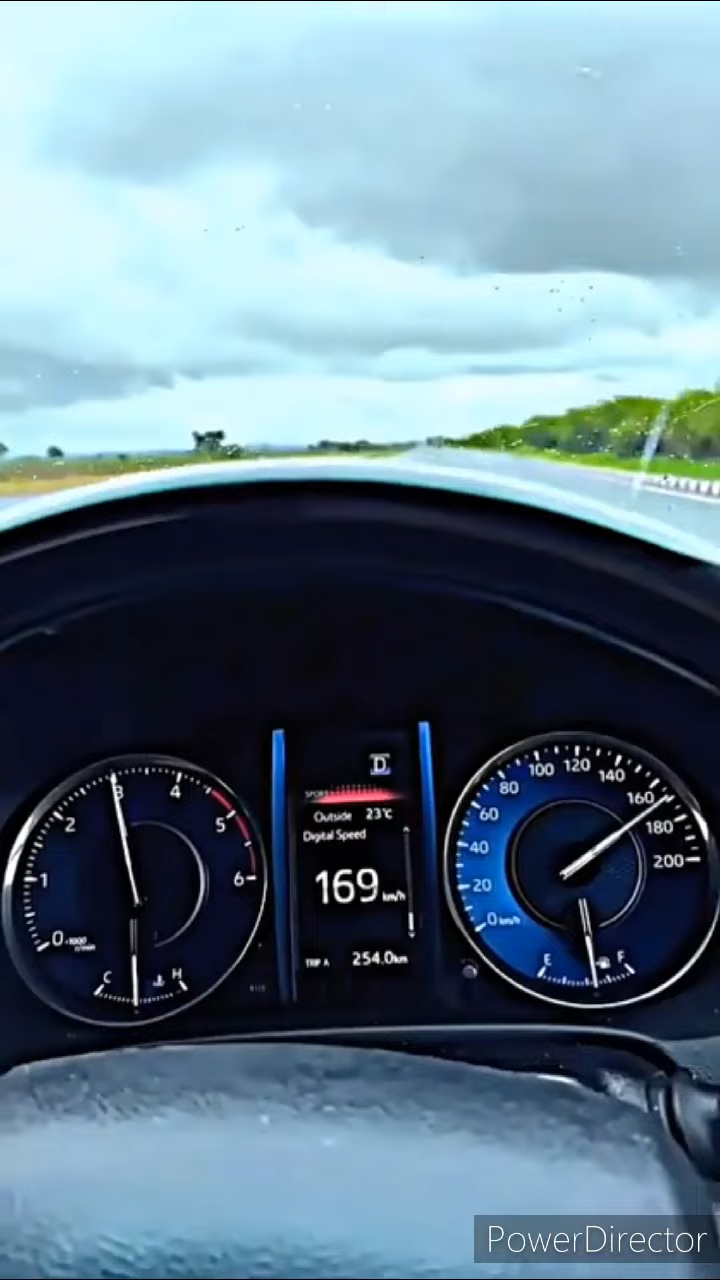 D
SPORT
Outside 23°C
Digital Speed
169 km/h
TRIP A 254.0km
0 1 2 3 4 5 6
×1000 r/min
C H
0 km/h 20 40 60 80 100 120 140 160 180 200
E F
PowerDirector